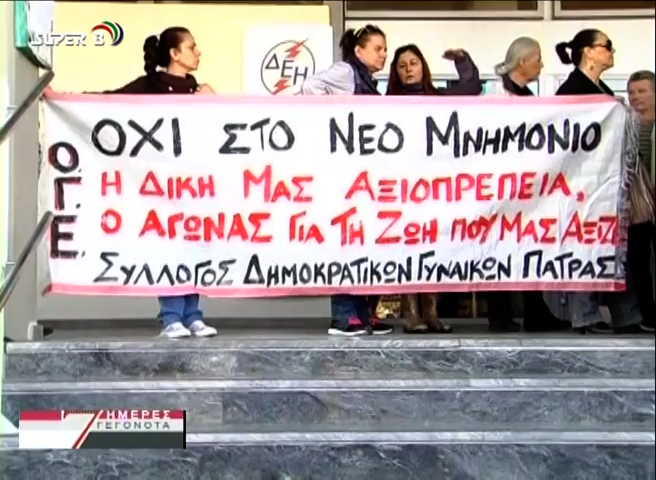 SUPER B
ΔΕΗ
Ο.Γ.Ε.
ΟΧΙ ΣΤΟ ΝΕΟ ΜΝΗΜΟΝΙΟ
Η ΔΙΚΗ ΜΑΣ ΑΞΙΟΠΡΕΠΕΙΑ,
Ο ΑΓΩΝΑΣ ΓΙΑ ΤΗ ΖΩΗ ΠΟΥ ΜΑΣ ΑΞΙΖ
ΣΥΛΛΟΓΟΣ ΔΗΜΟΚΡΑΤΙΚΩΝ ΓΥΝΑΙΚΩΝ ΠΑΤΡΑΣ
7 ΗΜΕΡΕΣ
ΓΕΓΟΝΟΤΑ